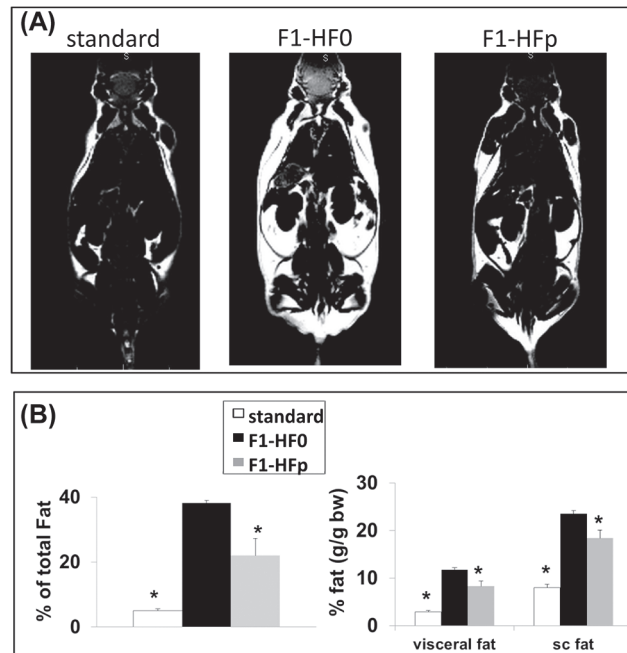 (A)
standard F1-HF0 F1-HFp
S S S
(B)
standard
F1-HF0
F1-HFp
% of total Fat
40
20
0
*
*
% fat (g/g bw)
30
20
10
0
*
*
*
*
visceral fat sc fat